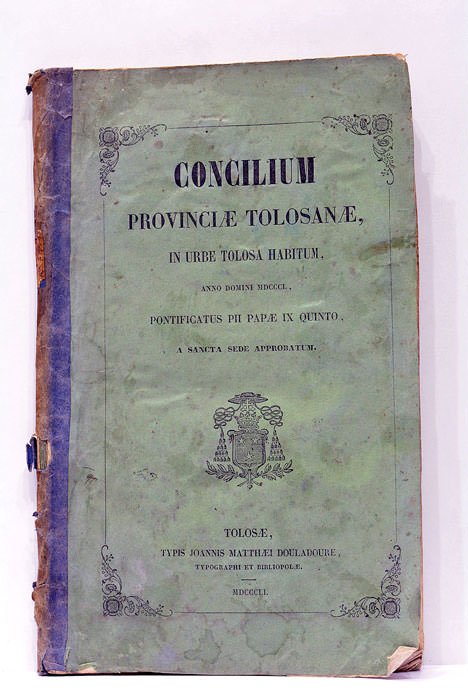 CONCILIUM
PROVINCIÆ TOLOSANÆ,
IN URBE TOLOSA HABITUM,
ANNO DOMINI MDCCCL,
PONTIFICATUS PII PAPÆ IX QUINTO,
A SANCTA SEDE APPROBATUM.
TOLOSÆ,
TYPIS JOANNIS MATTHÆI DOULADOURE,
TYPOGRAPHI ET BIBLIOPOLÆ.
MDCCCLI.